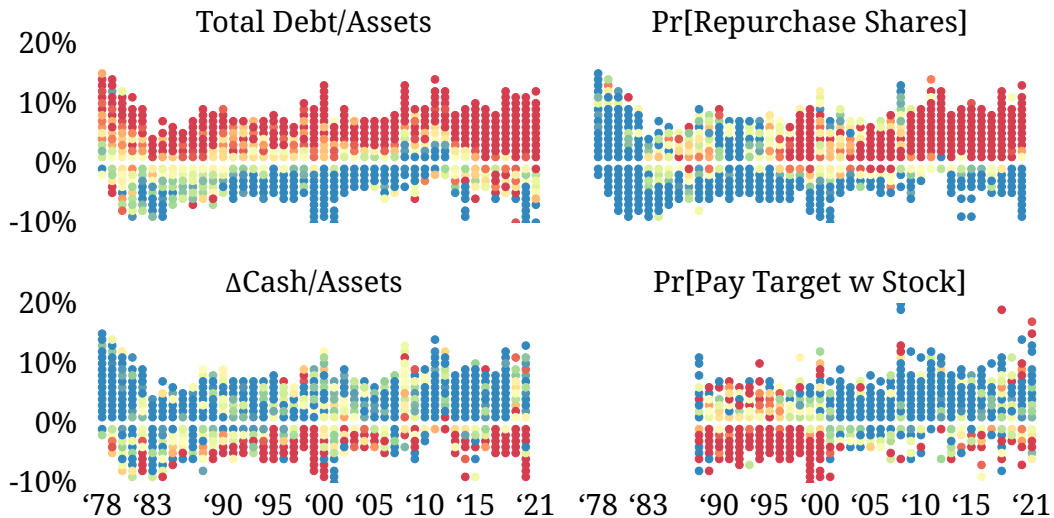 Total Debt/Assets
Pr[Repurchase Shares]
20%
10%
0%
-10%
ΔCash/Assets
Pr[Pay Target w Stock]
20%
10%
0%
-10%
‘78 ‘83 ‘90 ‘95 ‘00 ‘05 ‘10 ‘15 ‘21
‘78 ‘83 ‘90 ‘95 ‘00 ‘05 ‘10 ‘15 ‘21